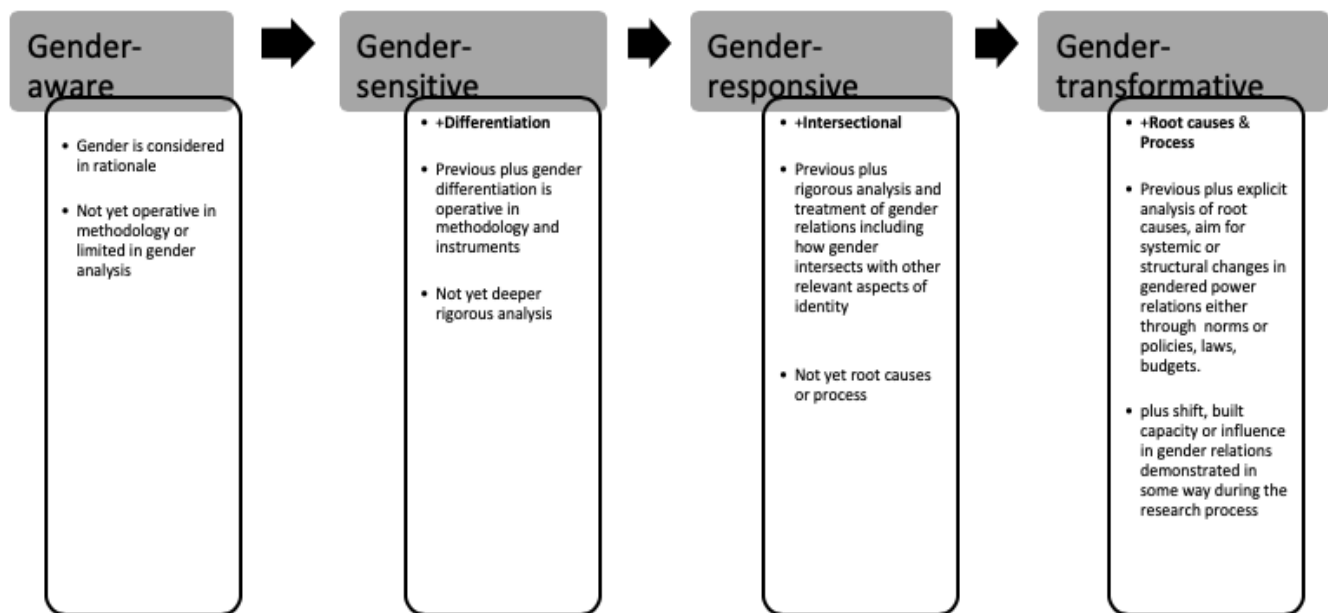 Gender-
aware
• Gender is considered
in rationale
• Not yet operative in
methodology or
limited in gender
analysis
Gender-
sensitive
• +Differentiation
• Previous plus gender
differentiation is
operative in
methodology and
instruments
• Not yet deeper
rigorous analysis
Gender-
responsive
• +Intersectional
• Previous plus
rigorous analysis and
treatment of gender
relations including
how gender
intersects with other
relevant aspects of
identity
• Not yet root causes
or process
Gender-
transformative
• +Root causes &
Process
• Previous plus explicit
analysis of root
causes, aim for
systemic or
structural changes in
gendered power
relations either
through norms or
policies, laws,
budgets.
• plus shift, built
capacity or influence
in gender relations
demonstrated in
some way during the
research process